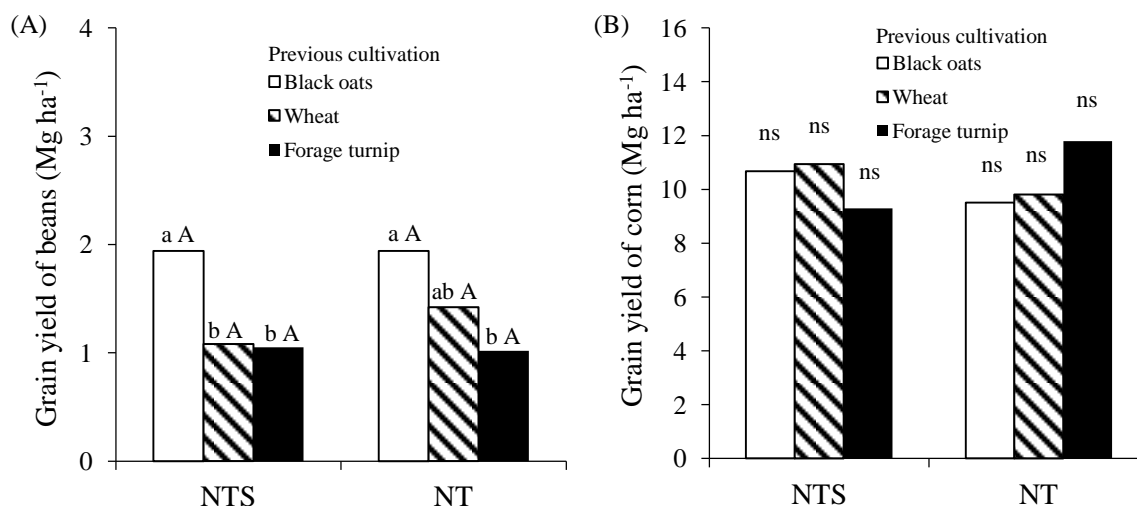 (A)
Grain yield of beans (Mg ha⁻¹)
4
3
2
1
0
Previous cultivation
Black oats
Wheat
Forage turnip
a A
b A
b A
a A
ab A
b A
NTS
NT
(B)
Grain yield of corn (Mg ha⁻¹)
16
14
12
10
8
6
4
2
0
Previous cultivation
Black oats
Wheat
Forage turnip
ns
ns
ns
ns
ns
ns
NTS
NT